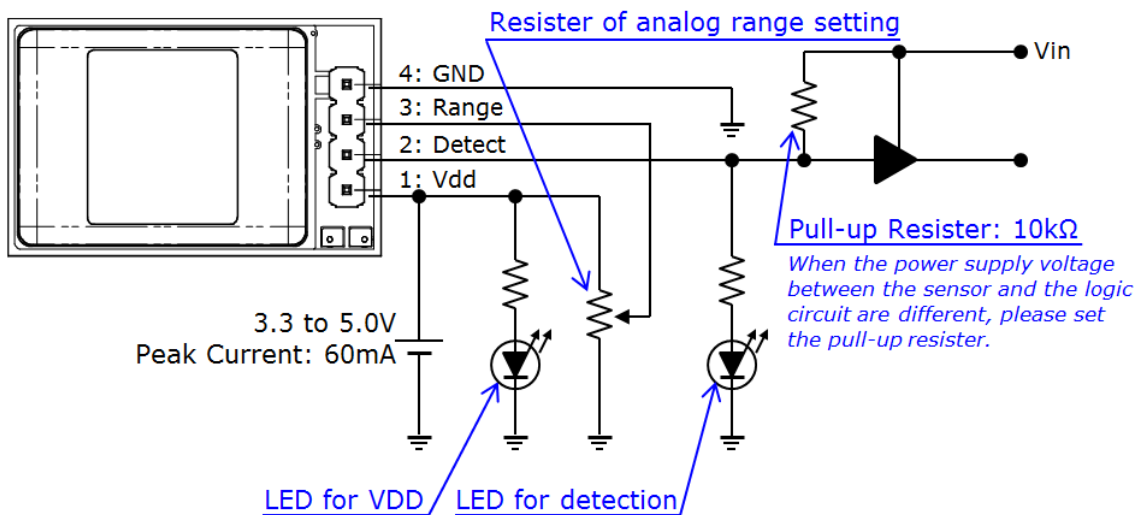 Resister of analog range setting
4: GND
3: Range
2: Detect
1: Vdd
Vin
Pull-up Resister: 10kΩ
When the power supply voltage
between the sensor and the logic
circuit are different, please set
the pull-up resister.
3.3 to 5.0V
Peak Current: 60mA
LED for VDD
LED for detection